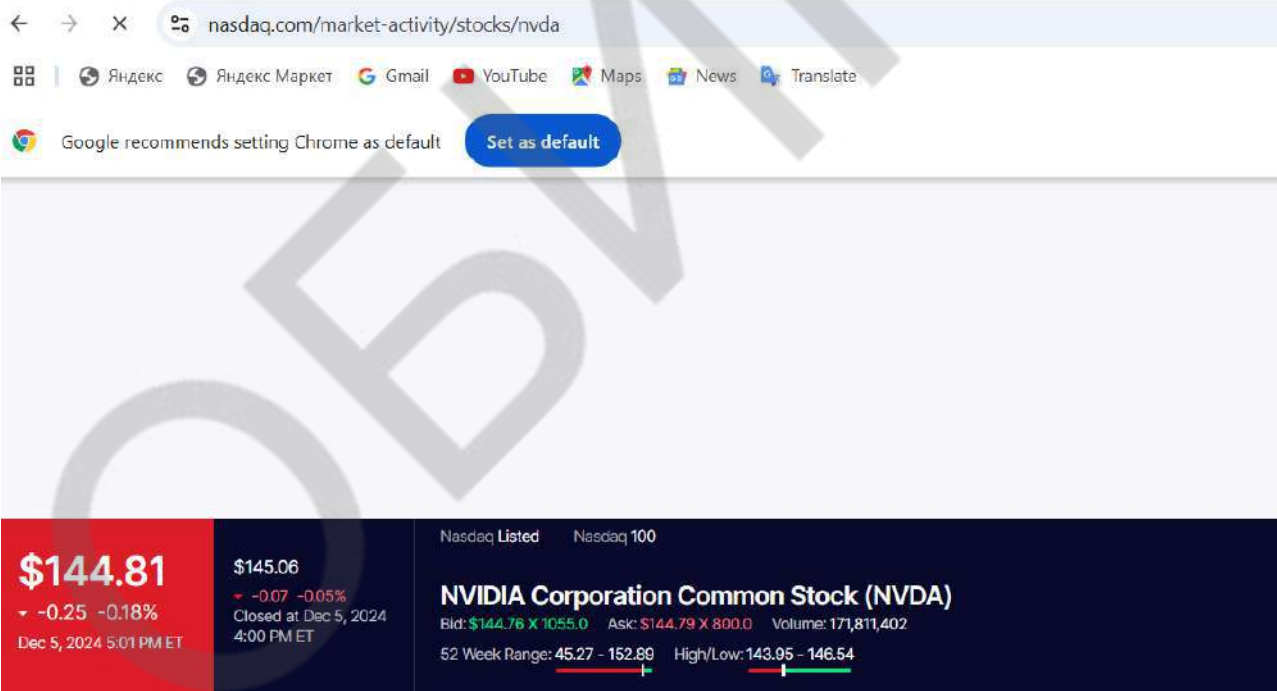 nasdaq.com/market-activity/stocks/nvda
Яндекс Яндекс Маркет Gmail YouTube Maps News Translate
Google recommends setting Chrome as default Set as default
$144.81
-0.25 -0.18%
Dec 5, 2024 5:01 PM ET
$145.06
-0.07 -0.05%
Closed at Dec 5, 2024
4:00 PM ET
Nasdaq Listed Nasdaq 100
NVIDIA Corporation Common Stock (NVDA)
Bid: $144.76 X 1055.0 Ask: $144.79 X 800.0 Volume: 171,811,402
52 Week Range: 45.27 - 152.89 High/Low: 143.95 - 146.54